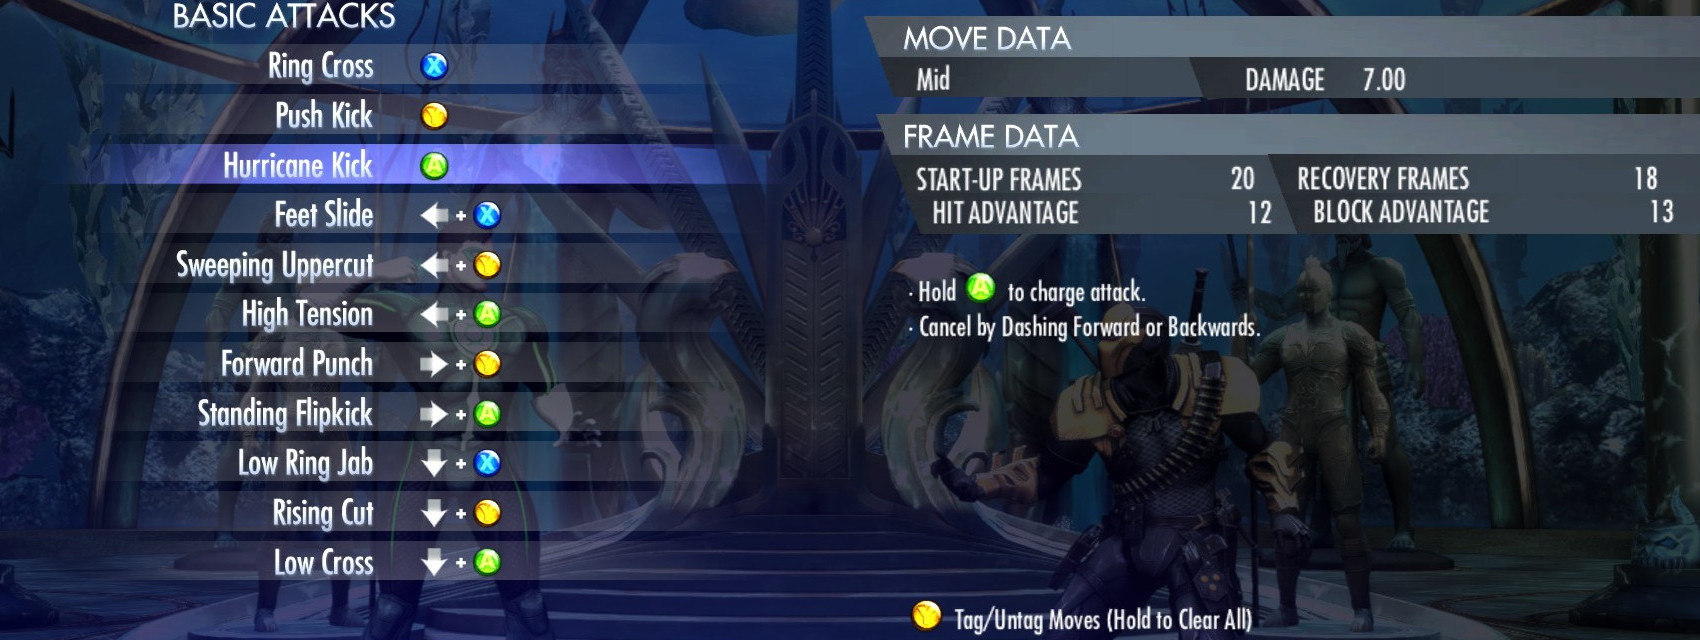 BASIC ATTACKS
Ring Cross X
Push Kick Y
Hurricane Kick A
Feet Slide + X
Sweeping Uppercut + Y
High Tension + A
Forward Punch + Y
Standing Flipkick + A
Low Ring Jab + X
Rising Cut + Y
Low Cross + A
MOVE DATA
Mid DAMAGE 7.00
FRAME DATA
START-UP FRAMES 20 RECOVERY FRAMES 18
HIT ADVANTAGE 12 BLOCK ADVANTAGE 13
· Hold A to charge attack.
· Cancel by Dashing Forward or Backwards.
Y Tag/Untag Moves (Hold to Clear All)